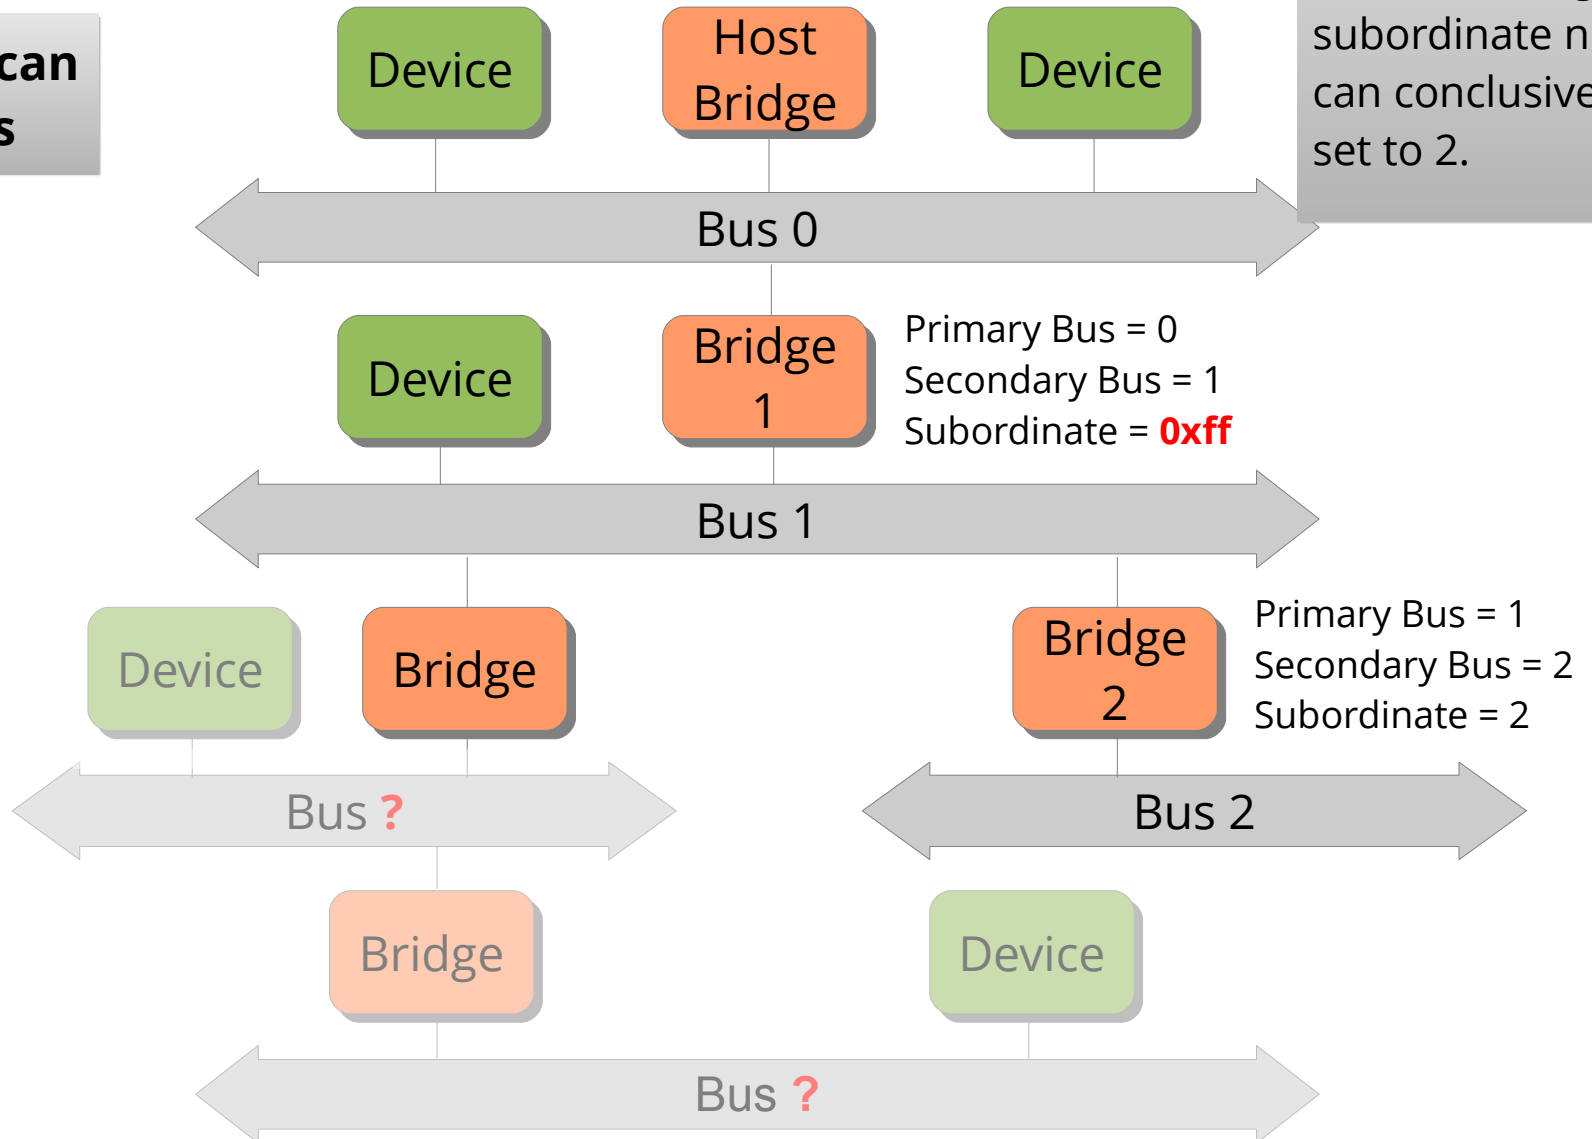 can
s
Device
Host
Bridge
Device
subordinate n
can conclusive
set to 2.
Bus 0
Device
Bridge
1
Primary Bus = 0
Secondary Bus = 1
Subordinate = 0xff
Bus 1
Device
Bridge
Bridge
2
Primary Bus = 1
Secondary Bus = 2
Subordinate = 2
Bus ?
Bus 2
Bridge
Device
Bus ?